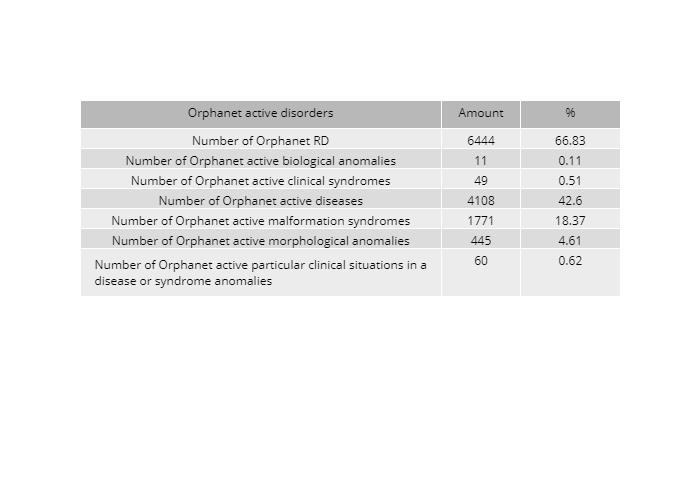 Orphanet active disorders Amount %
Number of Orphanet RD 6444 66.83
Number of Orphanet active biological anomalies 11 0.11
Number of Orphanet active clinical syndromes 49 0.51
Number of Orphanet active diseases 4108 42.6
Number of Orphanet active malformation syndromes 1771 18.37
Number of Orphanet active morphological anomalies 445 4.61
Number of Orphanet active particular clinical situations in a 60 0.62
disease or syndrome anomalies